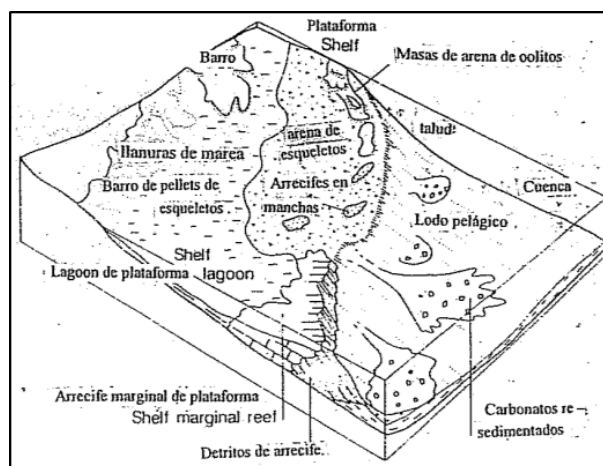 Plataforma
Shelf
Barro
Masas de arena de oolitos
talud
arena de
esqueletos
llanuras de marea
Cuenca
Barro de pellets de
esqueletos
Arrecifes en
manchas
Lodo pelágico
Shelf
Lagoon de plataforma lagoon
Arrecife marginal de plataforma
Shelf marginal reef
Carbonatos re-
sedimentados
Detritos de arrecife.